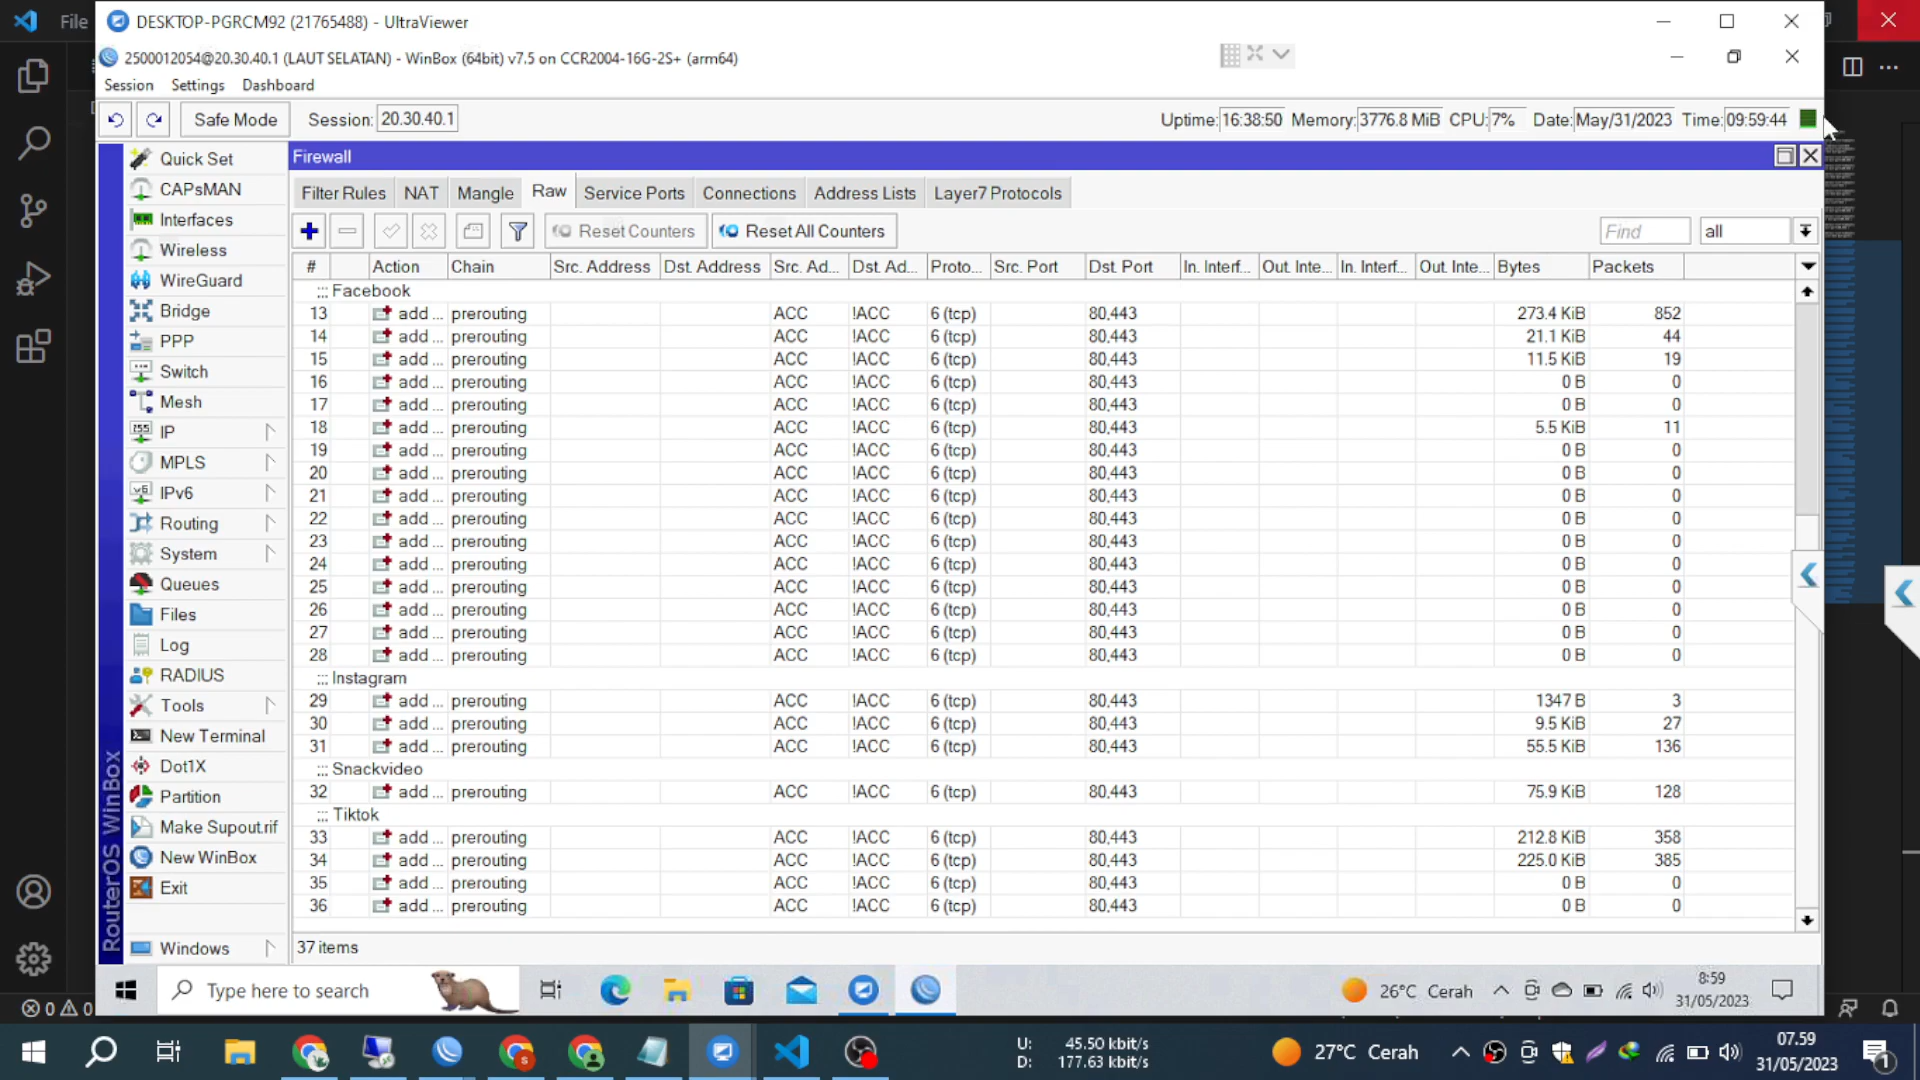 File
DESKTOP-PGRCM92 (21765488) - UltraViewer
2500012054@20.30.40.1 (LAUT SELATAN) - WinBox (64bit) v7.5 on CCR2004-16G-2S+ (arm64)
Session Settings Dashboard
Safe Mode Session: 20.30.40.1 Uptime: 16:38:50 Memory: 3776.8 MiB CPU: 7% Date: May/31/2023 Time: 09:59:44
Quick Set
CAPsMAN
Interfaces
Wireless
WireGuard
Bridge
PPP
Switch
Mesh
IP
MPLS
IPv6
Routing
System
Queues
Files
Log
RADIUS
Tools
New Terminal
Dot1X
Partition
Make Supout.rif
New WinBox
Exit
Windows
RouterOS WinBox
Firewall
Filter Rules NAT Mangle Raw Service Ports Connections Address Lists Layer7 Protocols
Reset Counters Reset All Counters Find all
# Action Chain Src. Address Dst. Address Src. Ad... Dst. Ad... Proto... Src. Port Dst. Port In. Interf... Out. Inte... In. Interf... Out. Inte... Bytes Packets
;;; Facebook
13 add ... prerouting ACC !ACC 6 (tcp) 80,443 273.4 KiB 852
14 add ... prerouting ACC !ACC 6 (tcp) 80,443 21.1 KiB 44
15 add ... prerouting ACC !ACC 6 (tcp) 80,443 11.5 KiB 19
16 add ... prerouting ACC !ACC 6 (tcp) 80,443 0 B 0
17 add ... prerouting ACC !ACC 6 (tcp) 80,443 0 B 0
18 add ... prerouting ACC !ACC 6 (tcp) 80,443 5.5 KiB 11
19 add ... prerouting ACC !ACC 6 (tcp) 80,443 0 B 0
20 add ... prerouting ACC !ACC 6 (tcp) 80,443 0 B 0
21 add ... prerouting ACC !ACC 6 (tcp) 80,443 0 B 0
22 add ... prerouting ACC !ACC 6 (tcp) 80,443 0 B 0
23 add ... prerouting ACC !ACC 6 (tcp) 80,443 0 B 0
24 add ... prerouting ACC !ACC 6 (tcp) 80,443 0 B 0
25 add ... prerouting ACC !ACC 6 (tcp) 80,443 0 B 0
26 add ... prerouting ACC !ACC 6 (tcp) 80,443 0 B 0
27 add ... prerouting ACC !ACC 6 (tcp) 80,443 0 B 0
28 add ... prerouting ACC !ACC 6 (tcp) 80,443 0 B 0
;;; Instagram
29 add ... prerouting ACC !ACC 6 (tcp) 80,443 1347 B 3
30 add ... prerouting ACC !ACC 6 (tcp) 80,443 9.5 KiB 27
31 add ... prerouting ACC !ACC 6 (tcp) 80,443 55.5 KiB 136
;;; Snackvideo
32 add ... prerouting ACC !ACC 6 (tcp) 80,443 75.9 KiB 128
;;; Tiktok
33 add ... prerouting ACC !ACC 6 (tcp) 80,443 212.8 KiB 358
34 add ... prerouting ACC !ACC 6 (tcp) 80,443 225.0 KiB 385
35 add ... prerouting ACC !ACC 6 (tcp) 80,443 0 B 0
36 add ... prerouting ACC !ACC 6 (tcp) 80,443 0 B 0
37 items
Type here to search 26°C Cerah 8:59
31/05/2023
0 0
U: 45.50 kbit/s
D: 177.63 kbit/s
27°C Cerah
07.59
31/05/2023
1